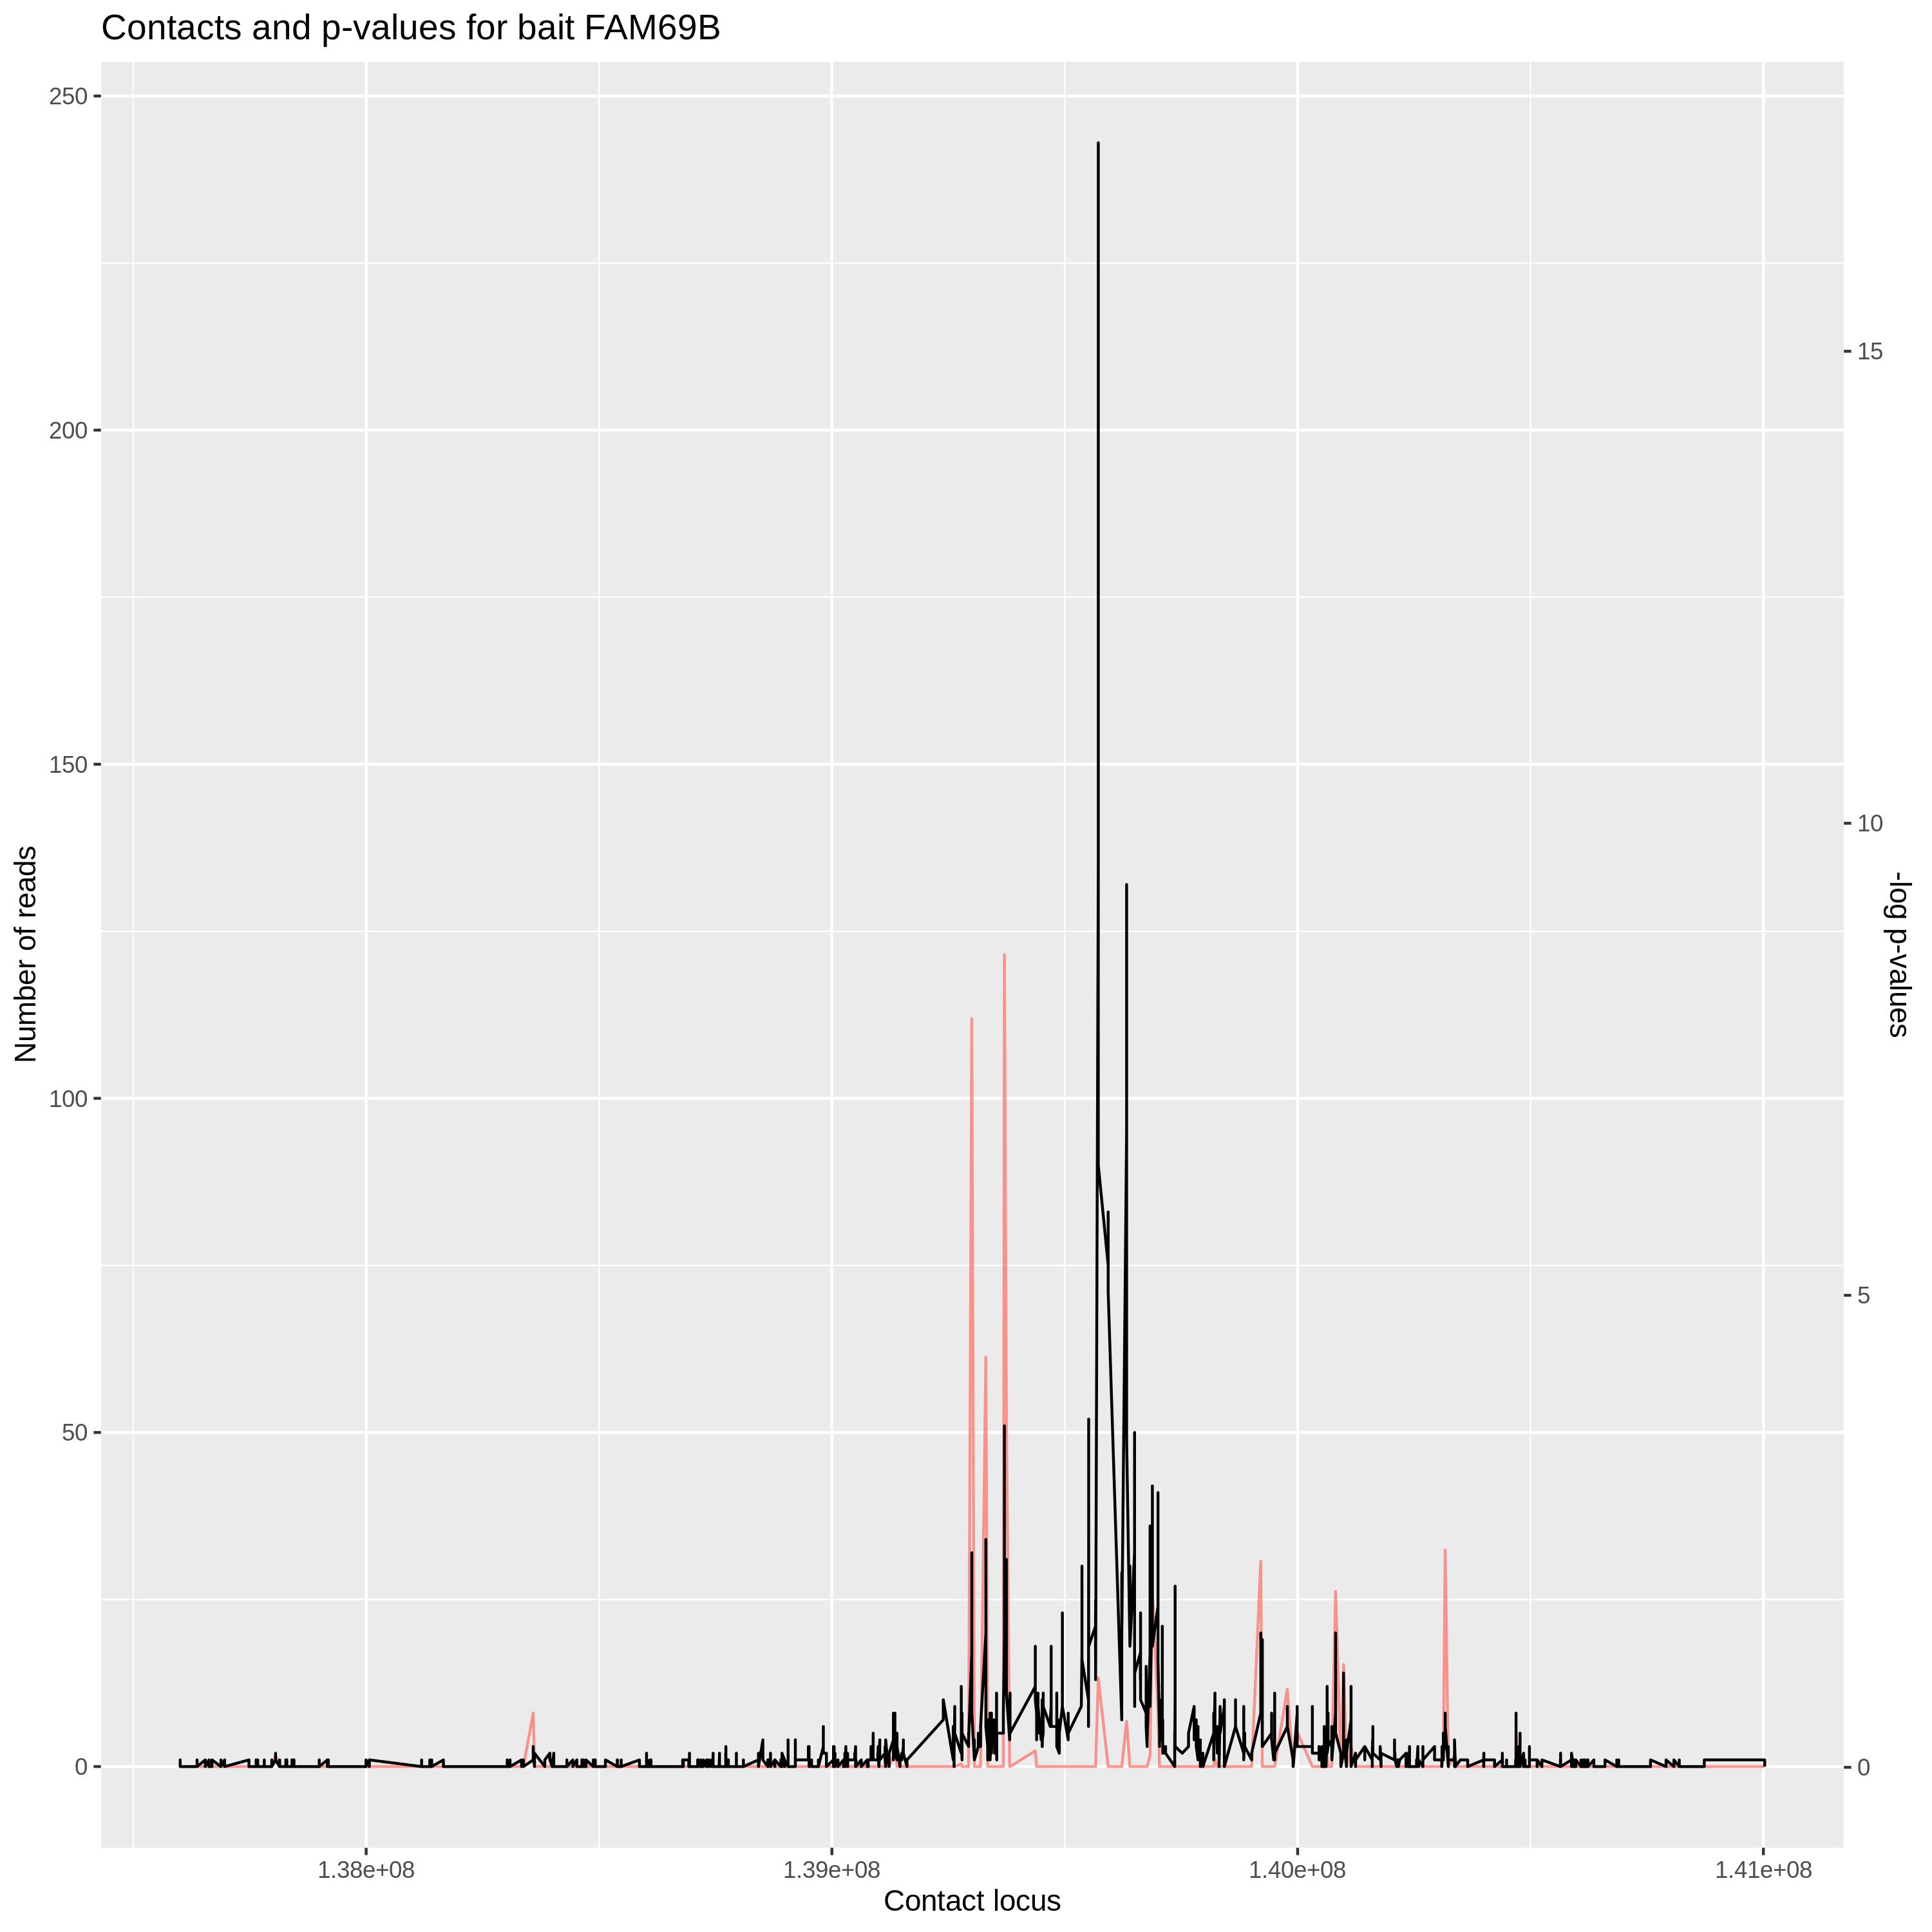 Contacts and p-values for bait FAM69B
250
200
150
100
50
0
Number of reads
15
10
5
0
-log p-values
1.38e+08
1.39e+08
1.40e+08
1.41e+08
Contact locus